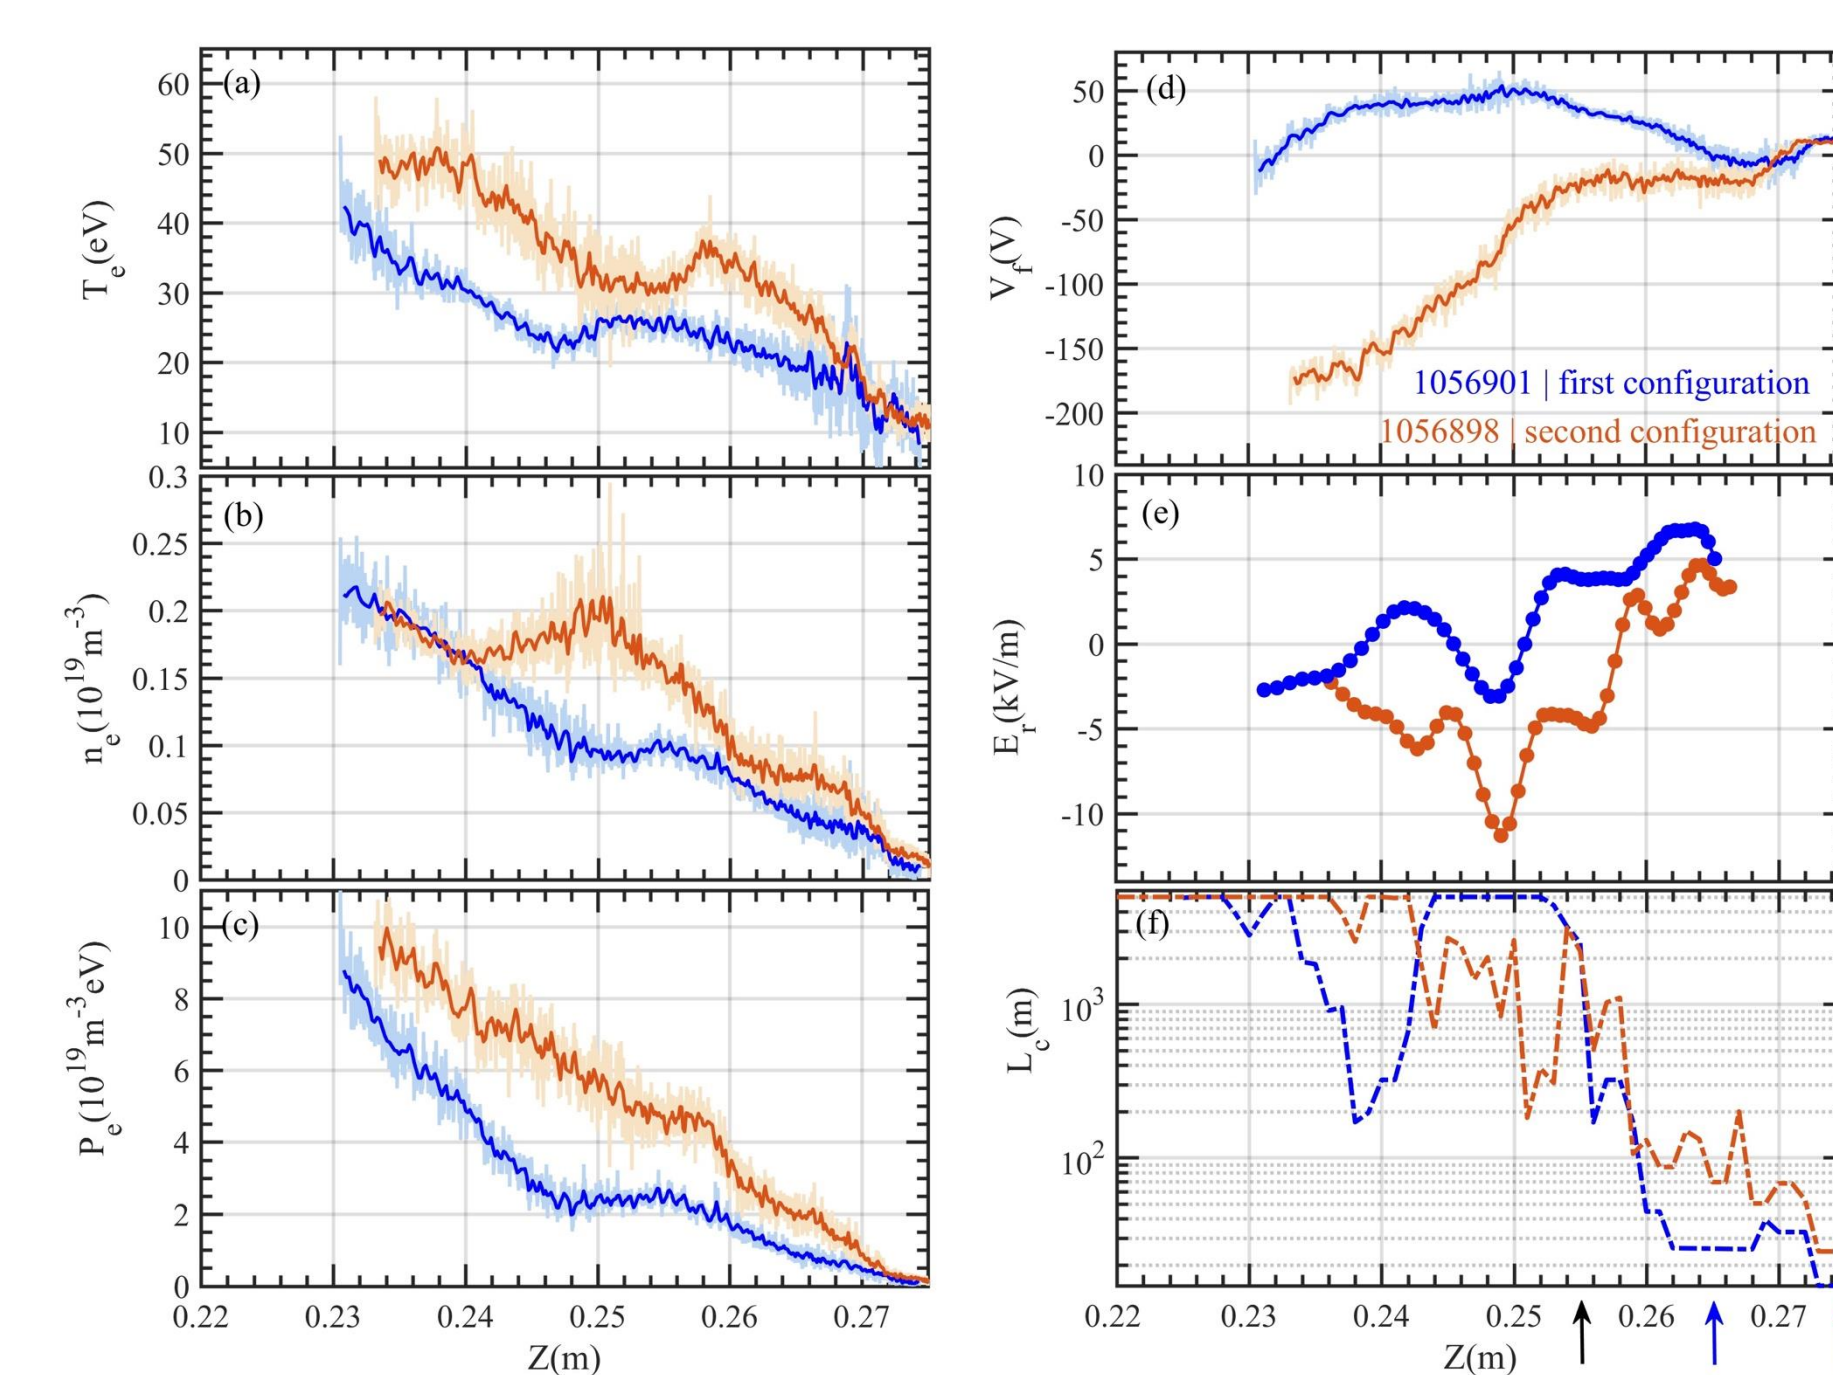 (a)
60
50
40
30
20
10
T_e(eV)
(b)
0.3
0.25
0.2
0.15
0.1
0.05
0
n_e(10^19 m^-3)
(c)
10
8
6
4
2
0
P_e(10^19 m^-3 eV)
0.22 0.23 0.24 0.25 0.26 0.27
Z(m)
(d)
50
0
-50
-100
-150
-200
V_f(V)
1056901 | first configuration
1056898 | second configuration
(e)
10
5
0
-5
-10
E_r(kV/m)
(f)
10^3
10^2
L_c(m)
0.22 0.23 0.24 0.25 0.26 0.27
Z(m)